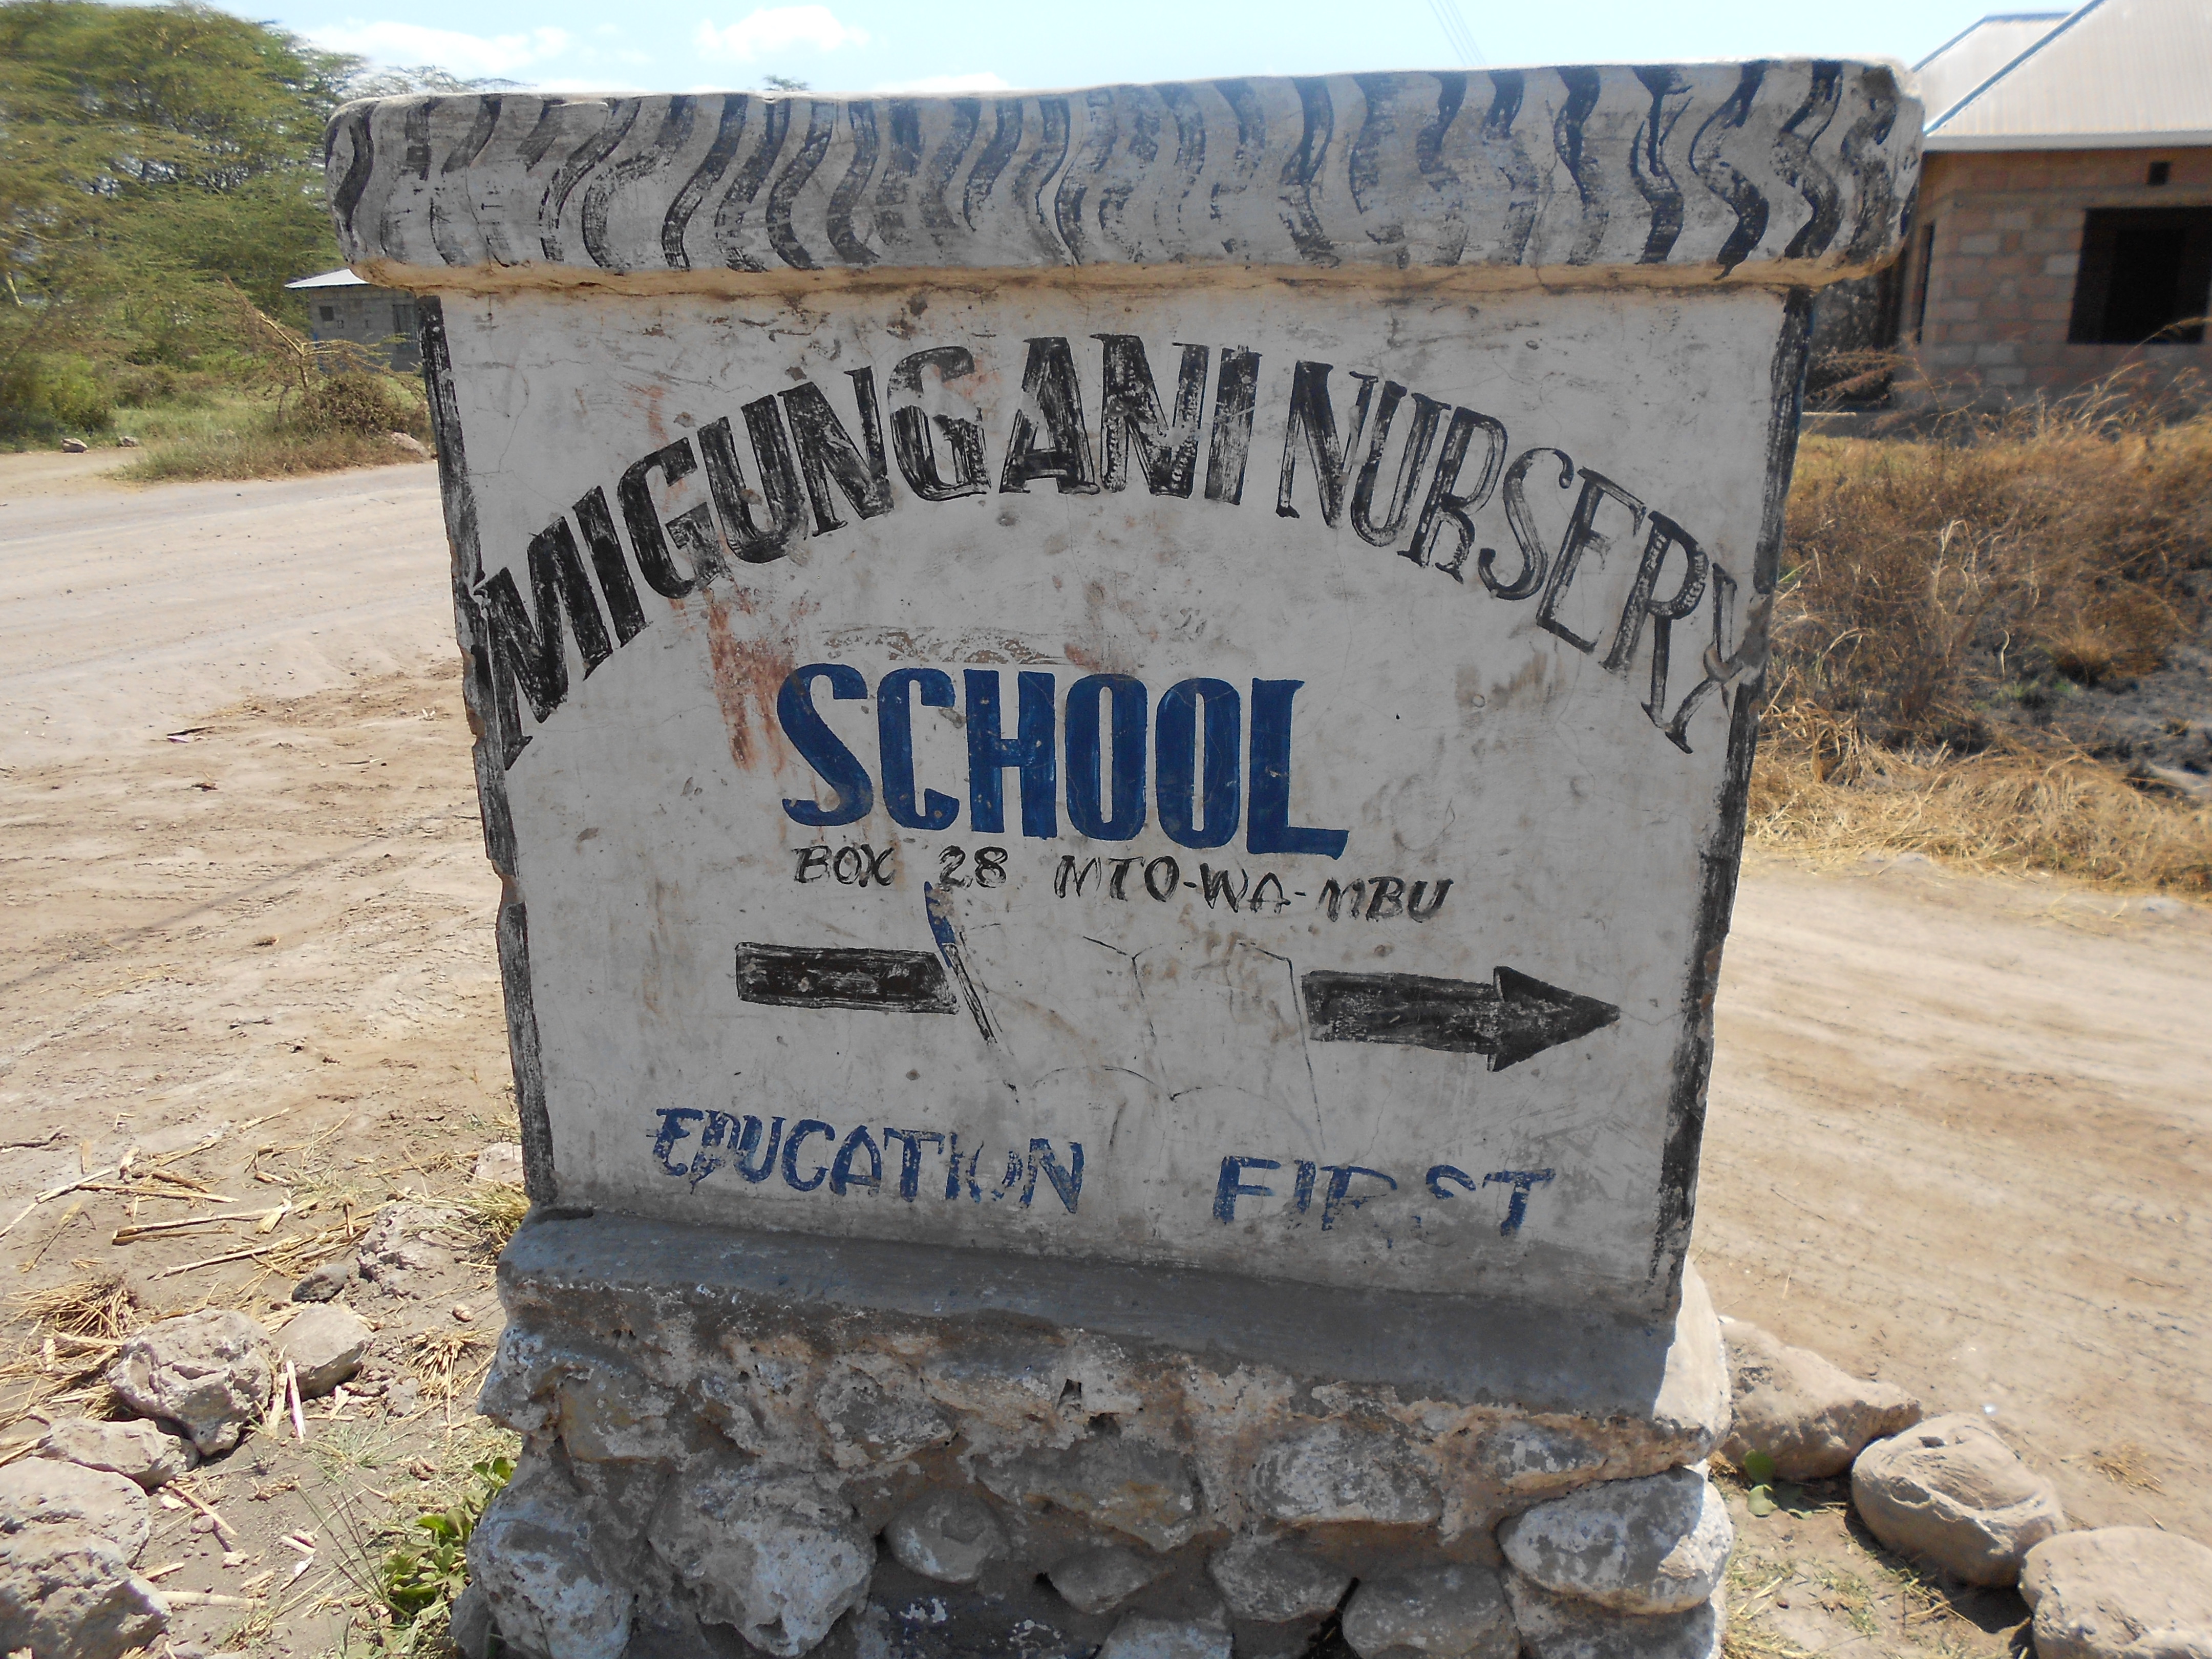 MIGUNGANI NURSERY
SCHOOL
BOX 28 MTO-WA-MBU
EDUCATION FIRST